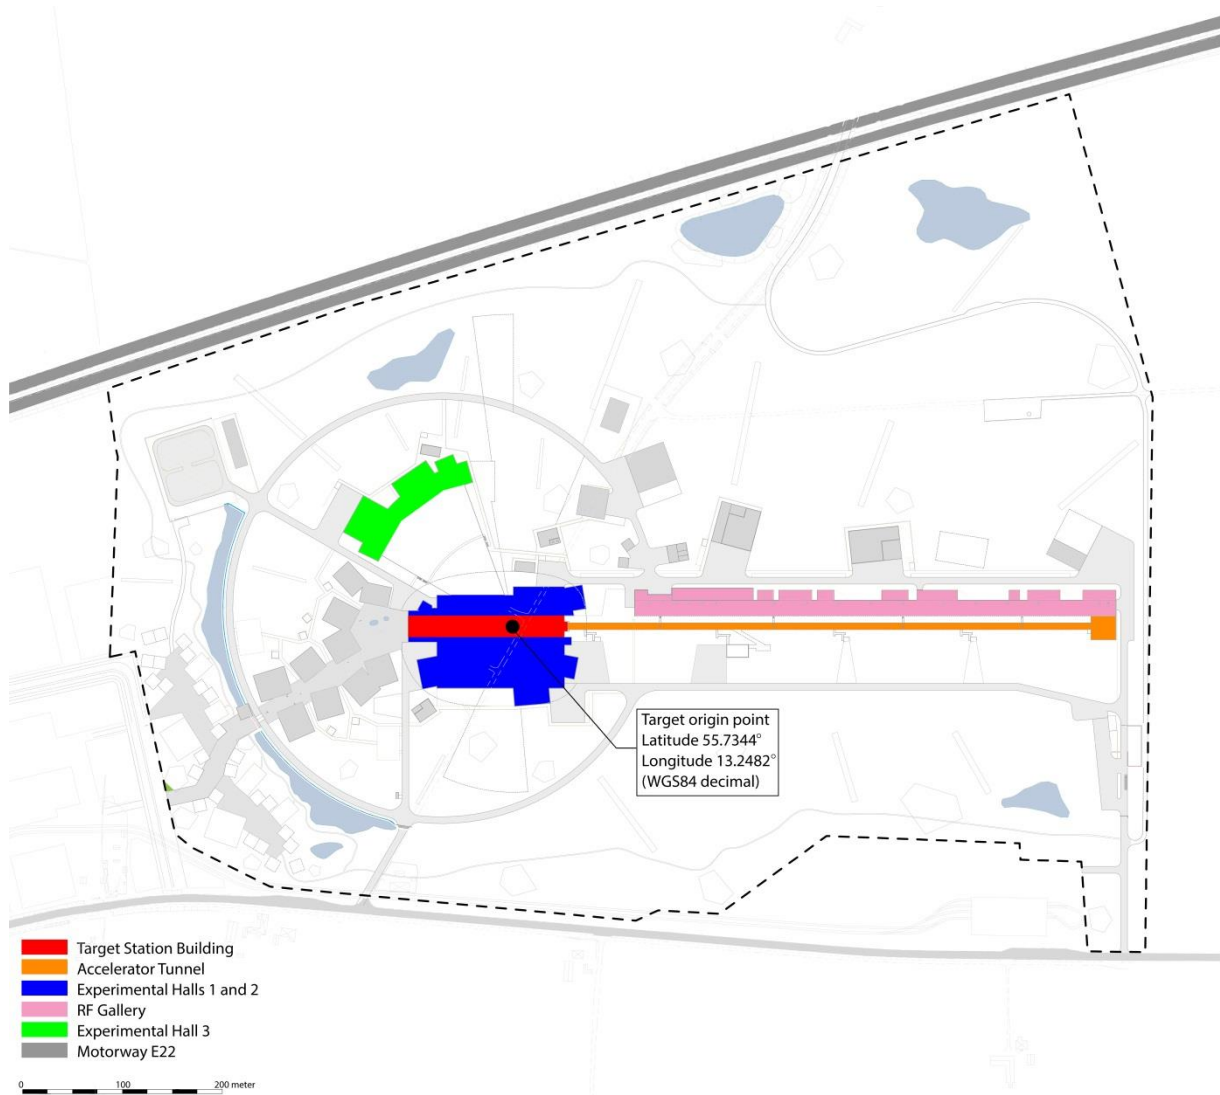 Target origin point
Latitude 55.7344°
Longitude 13.2482°
(WGS84 decimal)
Target Station Building
Accelerator Tunnel
Experimental Halls 1 and 2
RF Gallery
Experimental Hall 3
Motorway E22
0 100 200 meter